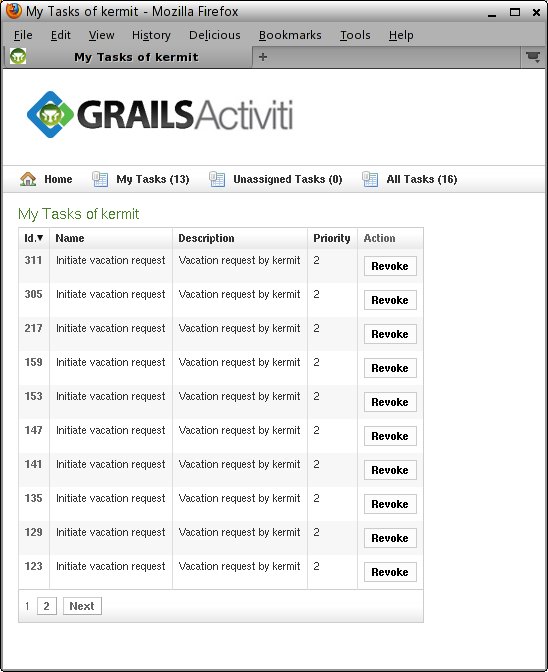 My Tasks of kermit - Mozilla Firefox
File Edit View History Delicious Bookmarks Tools Help
My Tasks of kermit
GRAILSActiviti
Home My Tasks (13) Unassigned Tasks (0) All Tasks (16)
My Tasks of kermit
Id.▼ Name Description Priority Action
311 Initiate vacation request Vacation request by kermit 2 Revoke
305 Initiate vacation request Vacation request by kermit 2 Revoke
217 Initiate vacation request Vacation request by kermit 2 Revoke
159 Initiate vacation request Vacation request by kermit 2 Revoke
153 Initiate vacation request Vacation request by kermit 2 Revoke
147 Initiate vacation request Vacation request by kermit 2 Revoke
141 Initiate vacation request Vacation request by kermit 2 Revoke
135 Initiate vacation request Vacation request by kermit 2 Revoke
129 Initiate vacation request Vacation request by kermit 2 Revoke
123 Initiate vacation request Vacation request by kermit 2 Revoke
1 2 Next